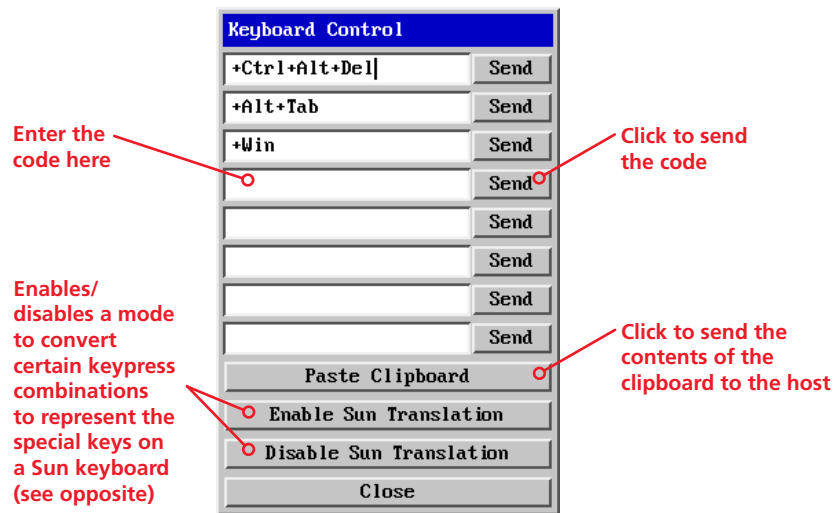 Keyboard Control
+Ctrl+Alt+Del
Send
+Alt+Tab
Send
+Win
Send
Send
Send
Send
Send
Send
Paste Clipboard
Enable Sun Translation
Disable Sun Translation
Close
Enter the
code here
Enables/
disables a mode
to convert
certain keypress
combinations
to represent the
special keys on
a Sun keyboard
(see opposite)
Click to send
the code
Click to send the
contents of the
clipboard to the host